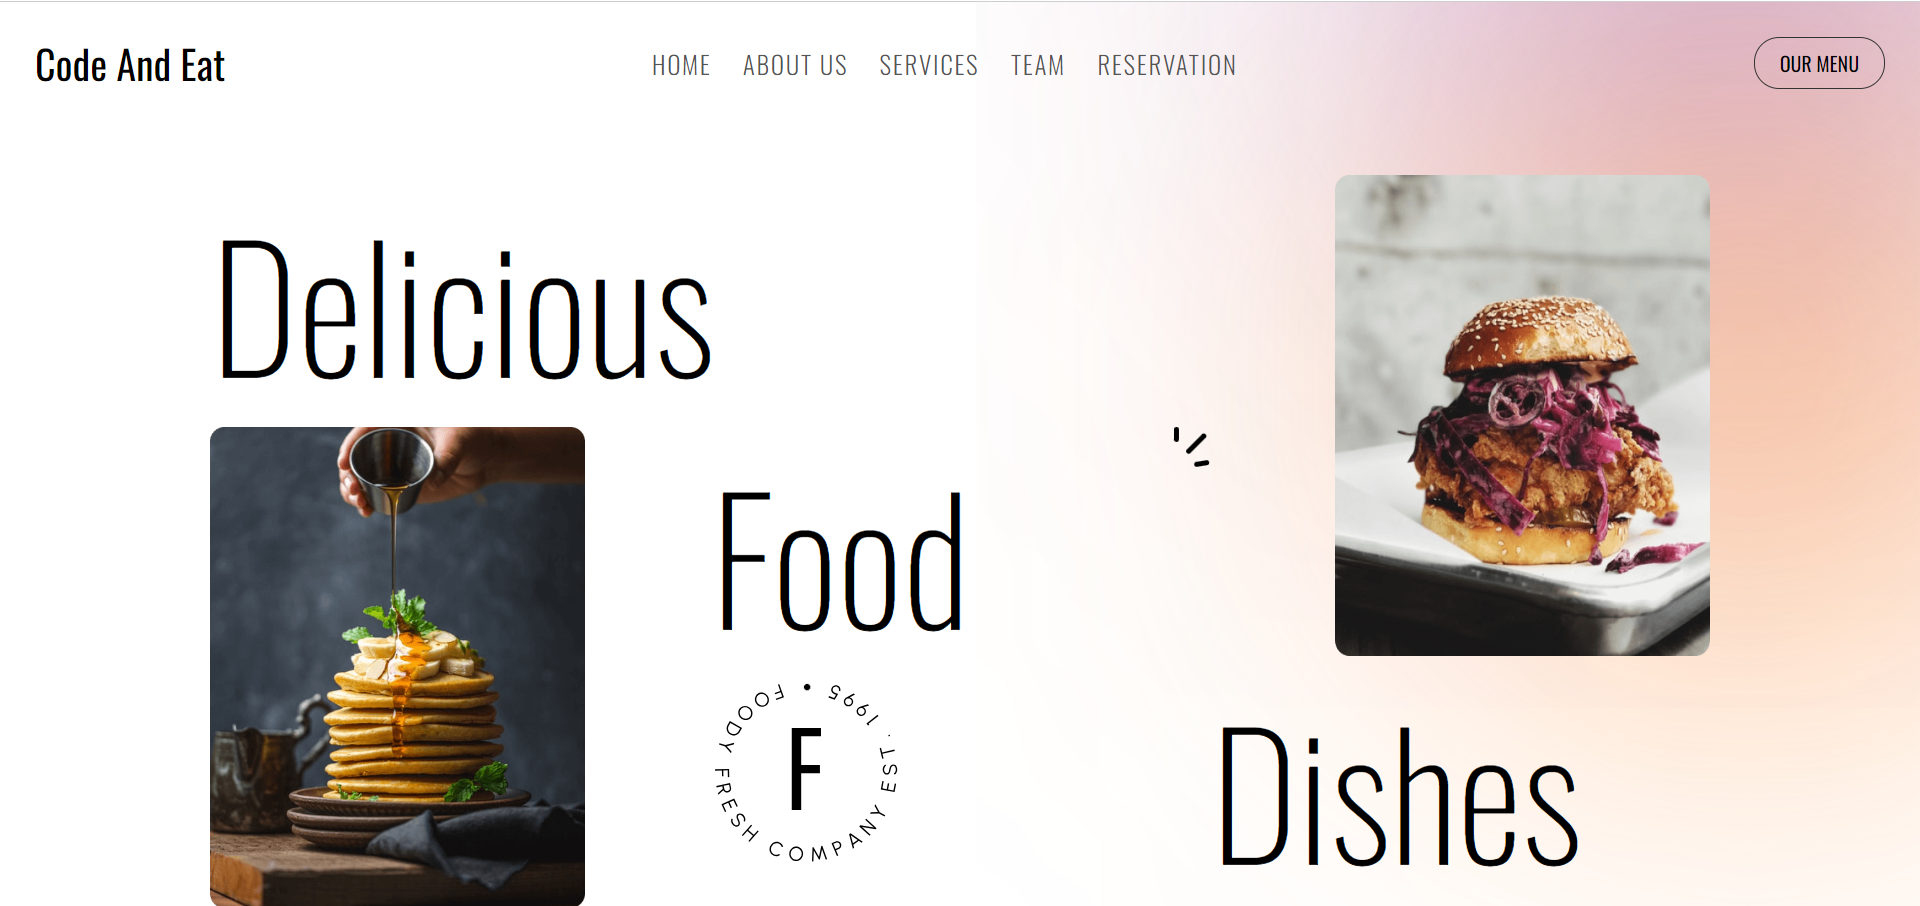 Code And Eat
HOME ABOUT US SERVICES TEAM RESERVATION
OUR MENU
Delicious
Food
Dishes
FOODY FRESH COMPANY EST . 1995 •
F